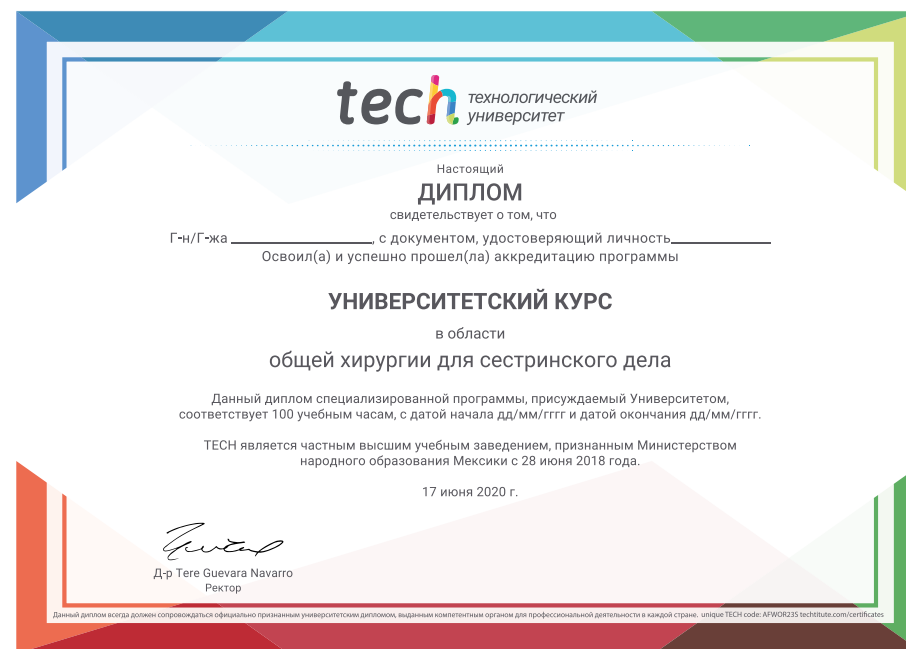 tech технологический
университет
Настоящий
ДИПЛОМ
свидетельствует о том, что
Г-н/Г-жа ____________, с документом, удостоверяющий личность____________
Освоил(а) и успешно прошел(ла) аккредитацию программы
УНИВЕРСИТЕТСКИЙ КУРС
в области
общей хирургии для сестринского дела
Данный диплом специализированной программы, присуждаемый Университетом,
соответствует 100 учебным часам, с датой начала дд/мм/гггг и датой окончания дд/мм/гггг.
TECH является частным высшим учебным заведением, признанным Министерством
народного образования Мексики с 28 июня 2018 года.
17 июня 2020 г.
Д-р Tere Guevara Navarro
Ректор
Данный диплом всегда должен сопровождаться официально признанным университетским дипломом, выданным компетентным органом для профессиональной деятельности в каждой стране. unique TECH code: AFWOR23S techtitute.com/certificates